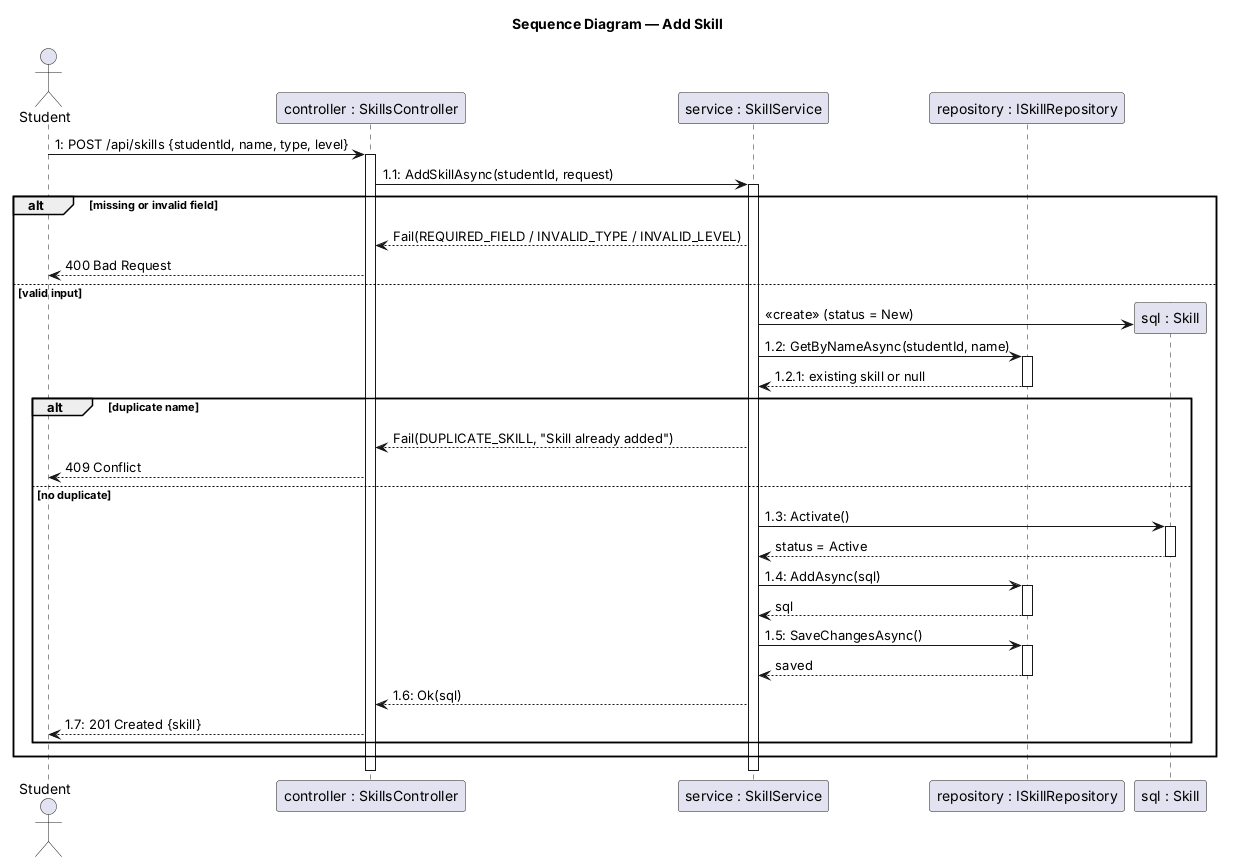 Sequence Diagram — Add Skill
Student
controller : SkillsController
service : SkillService
repository : ISkillRepository
1: POST /api/skills {studentId, name, type, level}
1.1: AddSkillAsync(studentId, request)
alt
[missing or invalid field]
Fail(REQUIRED_FIELD / INVALID_TYPE / INVALID_LEVEL)
400 Bad Request
[valid input]
«create» (status = New)
sql : Skill
1.2: GetByNameAsync(studentId, name)
1.2.1: existing skill or null
alt
[duplicate name]
Fail(DUPLICATE_SKILL, "Skill already added")
409 Conflict
[no duplicate]
1.3: Activate()
status = Active
1.4: AddAsync(sql)
sql
1.5: SaveChangesAsync()
saved
1.6: Ok(sql)
1.7: 201 Created {skill}
Student
controller : SkillsController
service : SkillService
repository : ISkillRepository
sql : Skill